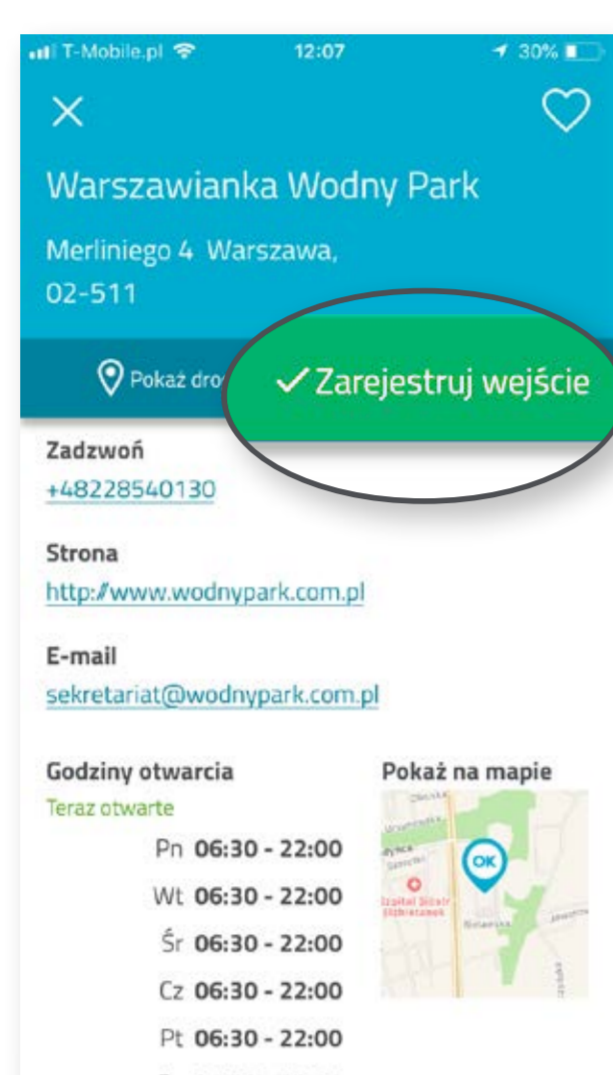 T-Mobile.pl 12:07 30%
Warszawianka Wodny Park
Merliniego 4 Warszawa,
02-511
Pokaż dro
Zarejestruj wejście
Zadzwoń
+48228540130
Strona
http://www.wodnypark.com.pl
E-mail
sekretariat@wodnypark.com.pl
Godziny otwarcia
Teraz otwarte
Pn 06:30 - 22:00
Wt 06:30 - 22:00
Śr 06:30 - 22:00
Cz 06:30 - 22:00
Pt 06:30 - 22:00
Pokaż na mapie
OK